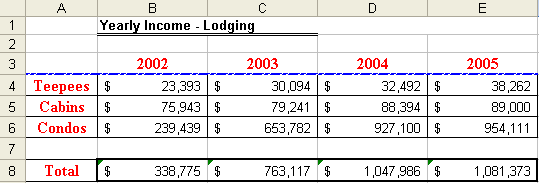 A B C D E
1 Yearly Income - Lodging
2
3 2002 2003 2004 2005
4 Teepees $ 23,393 $ 30,094 $ 32,492 $ 38,262
5 Cabins $ 75,943 $ 79,241 $ 88,394 $ 89,000
6 Condos $ 239,439 $ 653,782 $ 927,100 $ 954,111
7
8 Total $ 338,775 $ 763,117 $ 1,047,986 $ 1,081,373